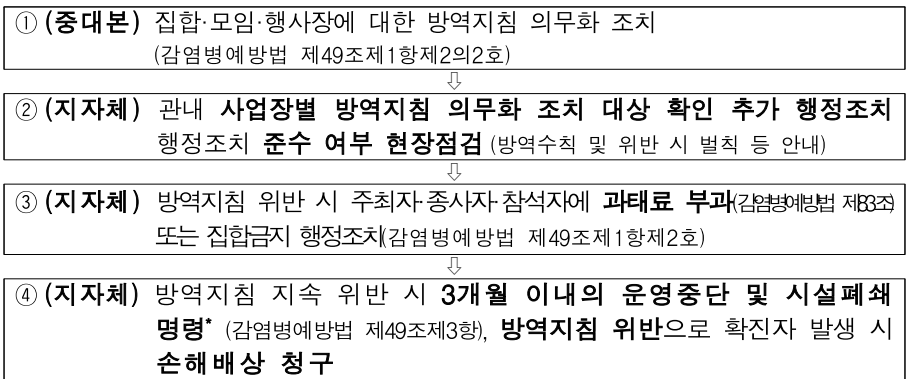 ① (중대본) 집합·모임·행사장에 대한 방역지침 의무화 조치
(감염병예방법 제49조제1항제2의2호)
⇩
② (지자체) 관내 사업장별 방역지침 의무화 조치 대상 확인 추가 행정조치
행정조치 준수 여부 현장점검 (방역수칙 및 위반 시 벌칙 등 안내)
⇩
③ (지자체) 방역지침 위반 시 주최자·종사자·참석자에 과태료 부과(감염병예방법 제83조)
또는 집합금지 행정조치(감염병예방법 제49조제1항제2호)
⇩
④ (지자체) 방역지침 지속 위반 시 3개월 이내의 운영중단 및 시설폐쇄
명령* (감염병예방법 제49조제3항), 방역지침 위반으로 확진자 발생 시
손해배상 청구